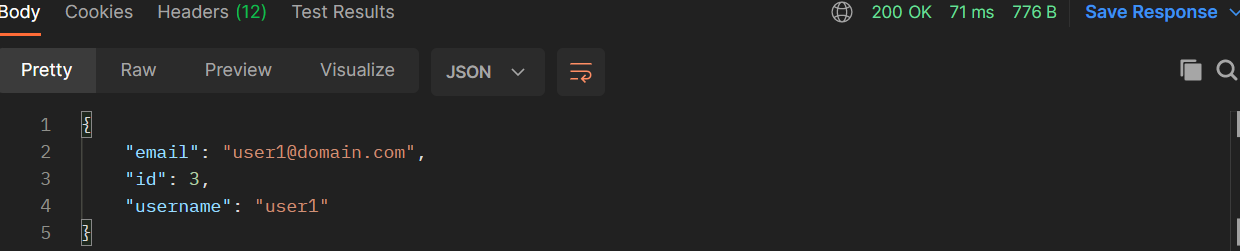 Body Cookies Headers (12) Test Results 200 OK 71 ms 776 B Save Response
Pretty Raw Preview Visualize JSON
1 {
2 "email": "user1@domain.com",
3 "id": 3,
4 "username": "user1"
5 }